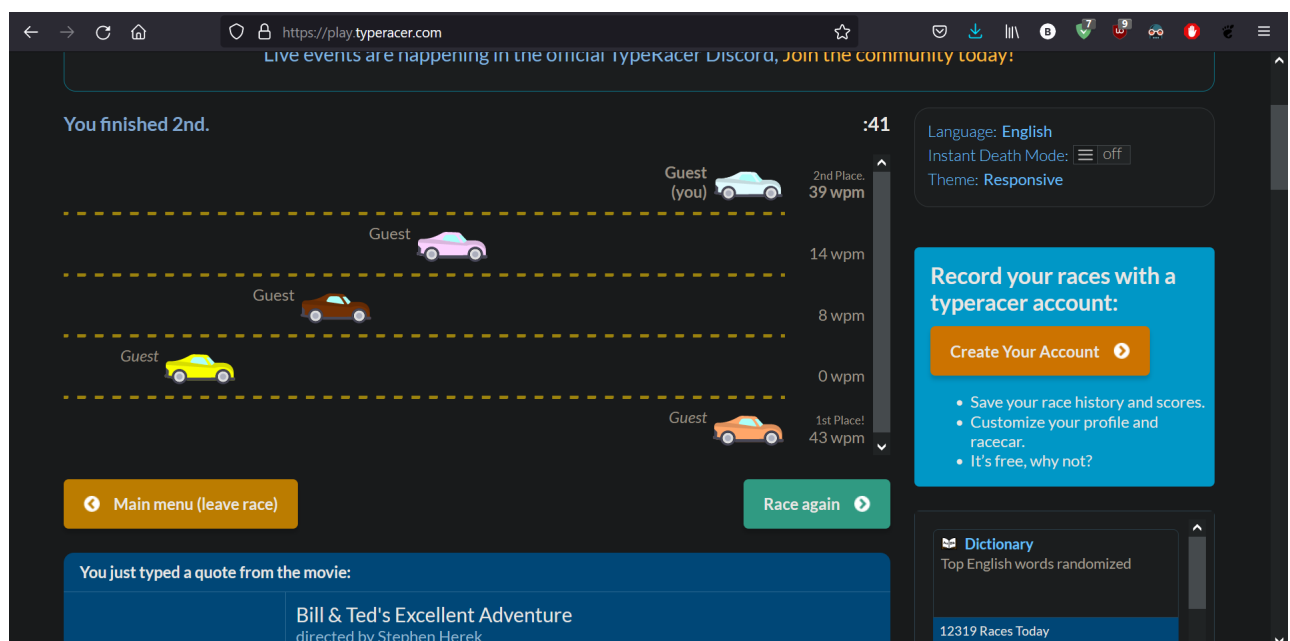 https://play.typeracer.com
B
7
9
Live events are happening in the official TypeRacer Discord, Join the community today!
You finished 2nd.
:41
Guest
(you)
2nd Place.
39 wpm
Guest
14 wpm
Guest
8 wpm
Guest
0 wpm
Guest
1st Place!
43 wpm
Main menu (leave race)
Race again
You just typed a quote from the movie:
Bill & Ted's Excellent Adventure
directed by Stephen Herek
Language: English
Instant Death Mode: off
Theme: Responsive
Record your races with a
typeracer account:
Create Your Account
• Save your race history and scores.
• Customize your profile and
racecar.
• It's free, why not?
Dictionary
Top English words randomized
12319 Races Today